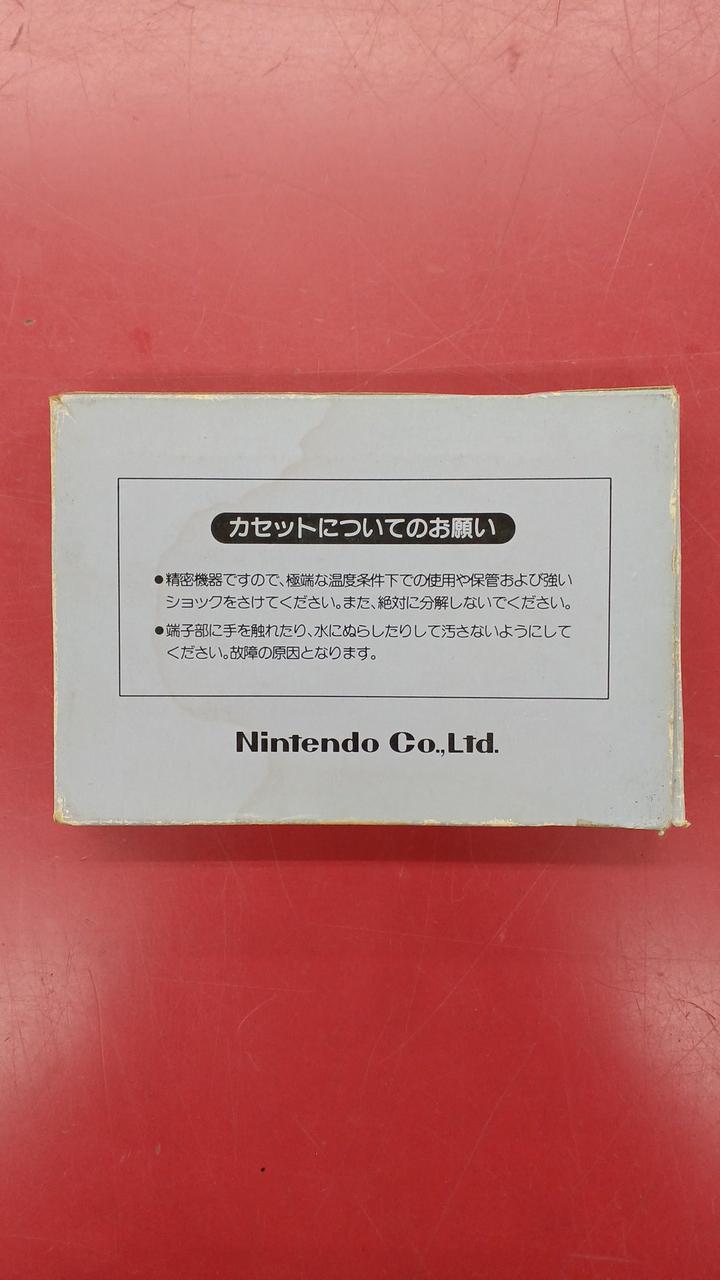 カセットについてのお願い
●精密機器ですので、極端な温度条件下での使用や保管および強い
ショックをさけてください。また、絶対に分解しないでください。
●端子部に手を触れたり、水にぬらしたりして汚さないようにして
ください。故障の原因となります。
Nintendo Co.,Ltd.